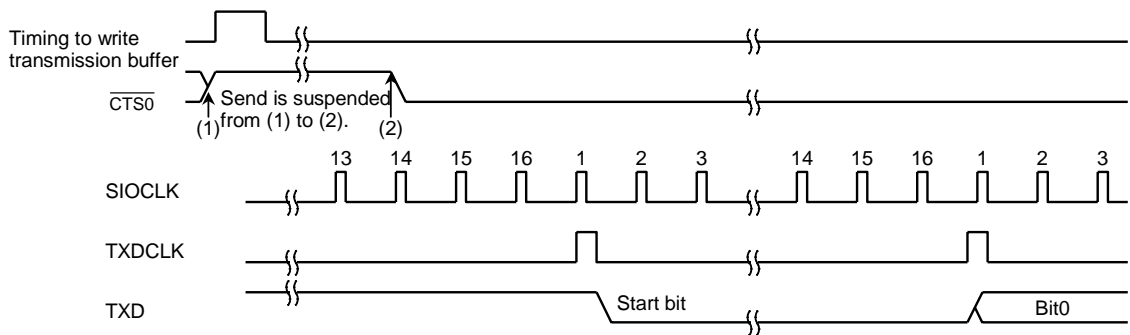 Timing to write
transmission buffer
CTS0
Send is suspended
(1) from (1) to (2). (2)
13 14 15 16 1 2 3 14 15 16 1 2 3
SIOCLK
TXDCLK
TXD
Start bit
Bit0